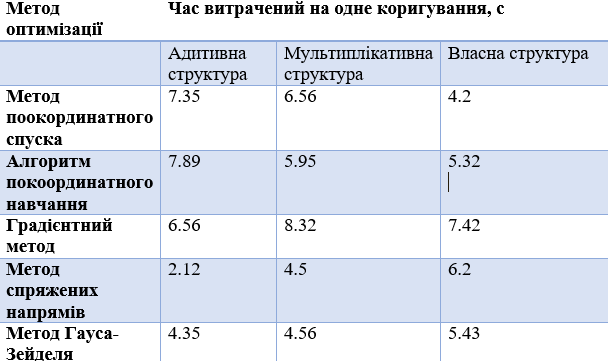 Метод Час витрачений на одне коригування, с
оптимізації
Адитивна Мультиплікативна Власна структура
структура структура
Метод 7.35 6.56 4.2
поокординатного
спуска
Алгоритм 7.89 5.95 5.32
покоординатного
навчання
Градієнтний 6.56 8.32 7.42
метод
Метод 2.12 4.5 6.2
спряжених
напрямів
Метод Гауса- 4.35 4.56 5.43
Зейделя